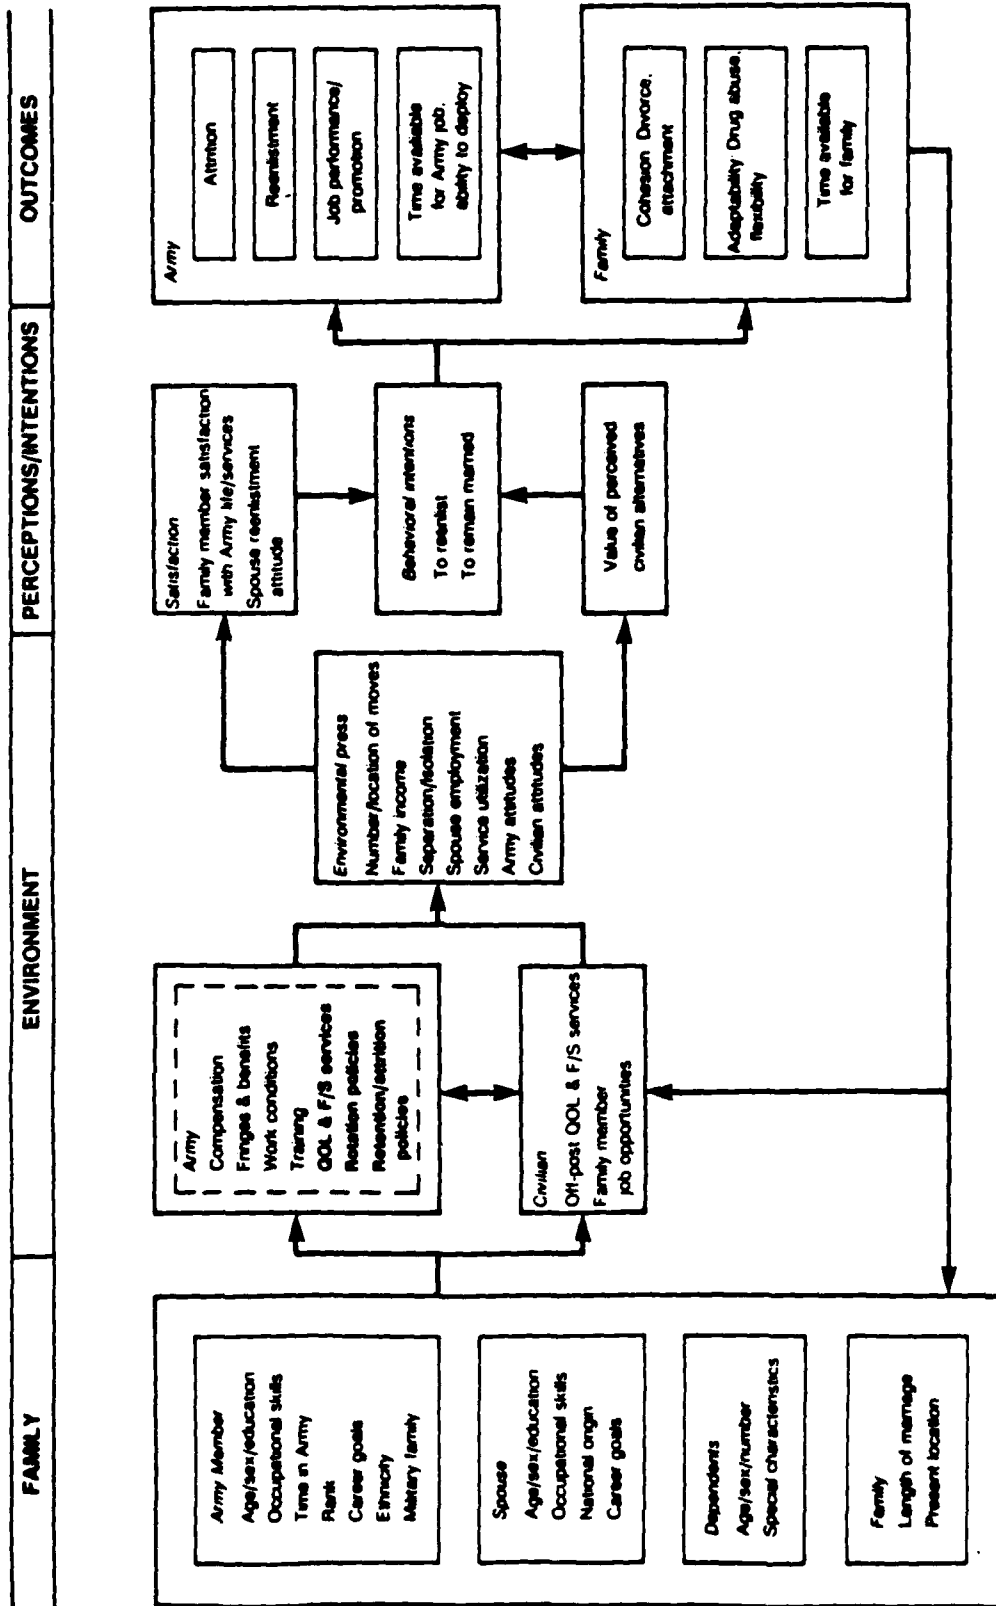 FAMILY
ENVIRONMENT
PERCEPTIONS/INTENTIONS
OUTCOMES
Army Member
Age/sex/education
Occupational skills
Time in Army
Rank
Career goals
Ethnicity
Military family
Spouse
Age/sex/education
Occupational skills
National origin
Career goals
Dependents
Age/sex/number
Special characteristics
Family
Length of marriage
Present location
Army
Compensation
Fringes & benefits
Work conditions
Training
QOL & F/S services
Rotation policies
Retention/attrition
policies
Civilian
Off-post QOL & F/S services
Family member
job opportunities
Environmental press
Number/location of moves
Family income
Separation/isolation
Spouse employment
Service utilization
Army attitudes
Civilian attitudes
Satisfaction
Family member satisfaction
with Army life/services
Spouse reenlistment
attitude
Behavioral intentions
To reenlist
To remain married
Value of perceived
civilian alternatives
Army
Attrition
Reenlistment
Job performance/
promotion
Time available
for Army job.
ability to deploy
Family
Cohesion Divorce.
attachment
Adaptability Drug abuse.
flexibility
Time available
for family